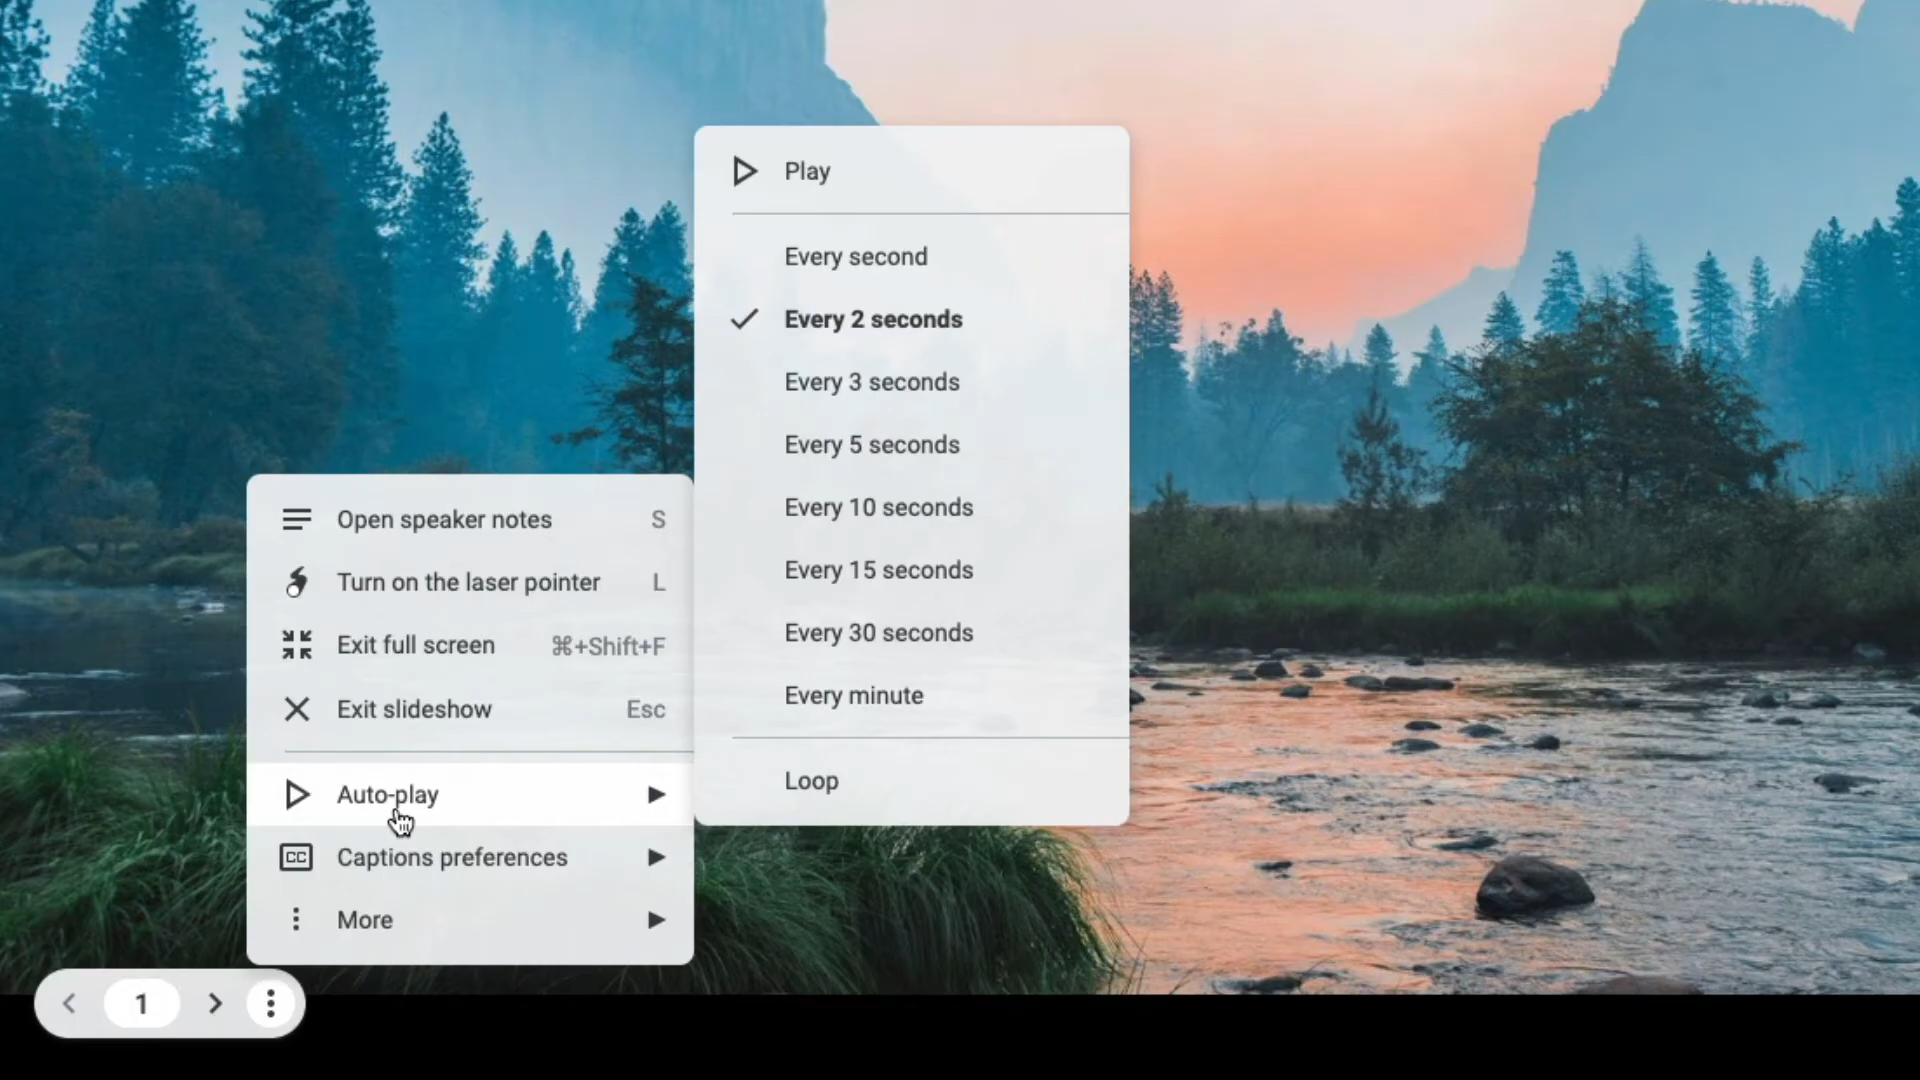 Play
Every second
Every 2 seconds
Every 3 seconds
Every 5 seconds
Every 10 seconds
Every 15 seconds
Every 30 seconds
Every minute
Loop
Open speaker notes S
Turn on the laser pointer L
Exit full screen ⌘+Shift+F
Exit slideshow Esc
Auto-play
CC Captions preferences
More
1